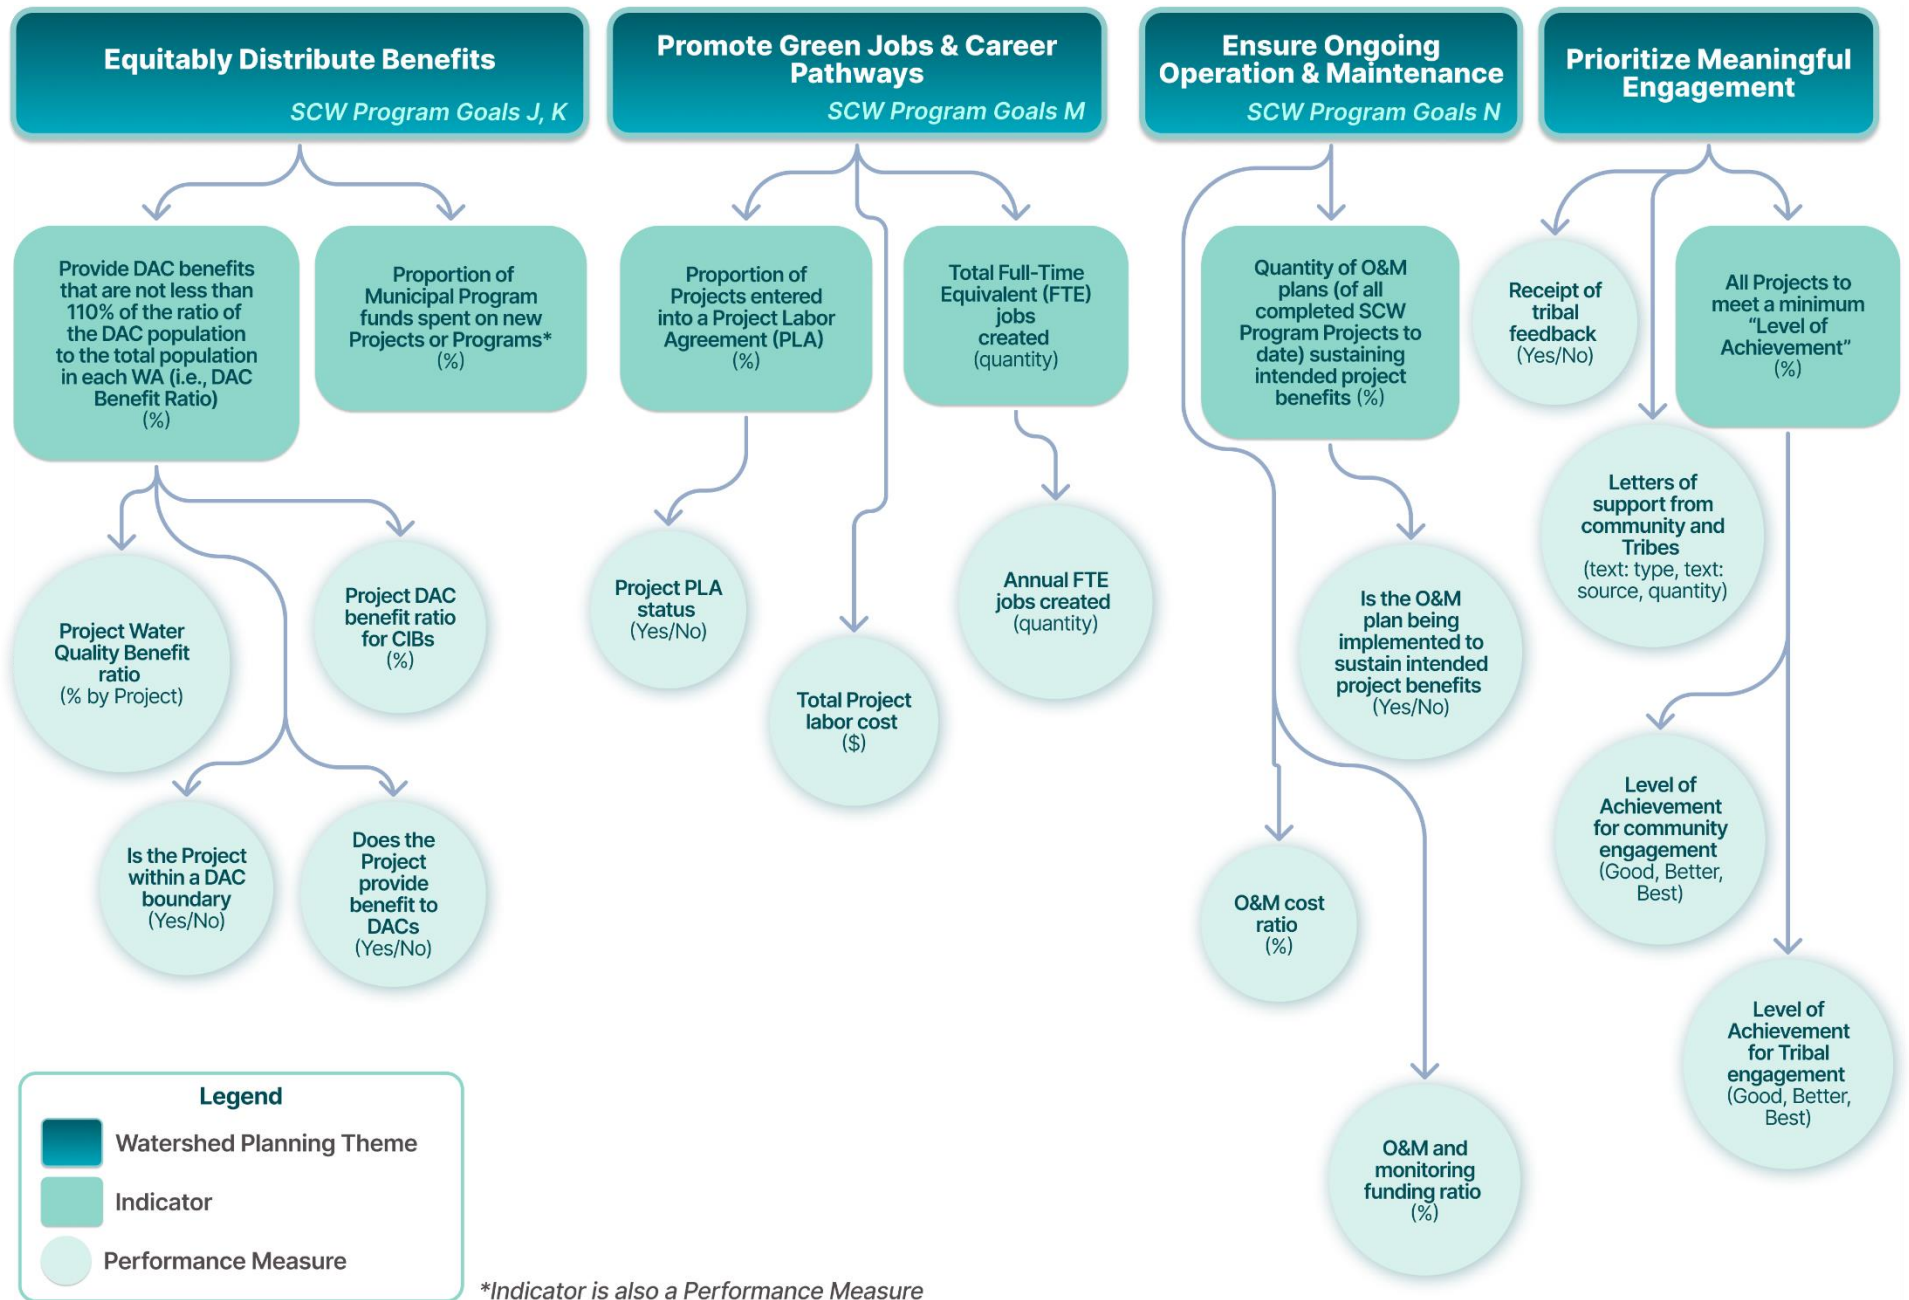 Equitably Distribute Benefits
SCW Program Goals J, K
Promote Green Jobs & Career
Pathways
SCW Program Goals M
Ensure Ongoing
Operation & Maintenance
SCW Program Goals N
Prioritize Meaningful
Engagement
Provide DAC benefits
that are not less than
110% of the ratio of
the DAC population
to the total population
in each WA (i.e., DAC
Benefit Ratio)
(%)
Proportion of
Municipal Program
funds spent on new
Projects or Programs*
(%)
Proportion of
Projects entered
into a Project Labor
Agreement (PLA)
(%)
Total Full-Time
Equivalent (FTE)
jobs
created
(quantity)
Quantity of O&M
plans (of all
completed SCW
Program Projects to
date) sustaining
intended project
benefits (%)
Receipt of
tribal
feedback
(Yes/No)
All Projects to
meet a minimum
“Level of
Achievement”
(%)
Letters of
support from
community and
Tribes
(text: type, text:
source, quantity)
Project Water
Quality Benefit
ratio
(% by Project)
Project DAC
benefit ratio
for CIBs
(%)
Project PLA
status
(Yes/No)
Total Project
labor cost
($)
Annual FTE
jobs created
(quantity)
Is the O&M
plan being
implemented to
sustain intended
project benefits
(Yes/No)
Is the Project
within a DAC
boundary
(Yes/No)
Does the
Project
provide
benefit to
DACs
(Yes/No)
O&M cost
ratio
(%)
Level of
Achievement
for community
engagement
(Good, Better,
Best)
O&M and
monitoring
funding ratio
(%)
Level of
Achievement
for Tribal
engagement
(Good, Better,
Best)
Legend
Watershed Planning Theme
Indicator
Performance Measure
*Indicator is also a Performance Measure